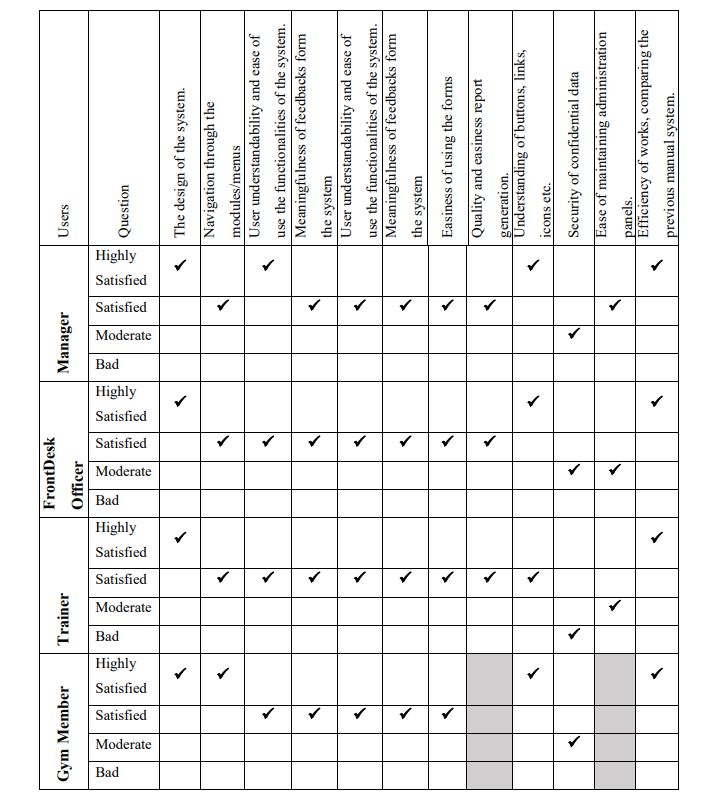 Users
Question
The design of the system.
Navigation through the
modules/menus
User understandability and ease of
use the functionalities of the system.
Meaningfulness of feedbacks form
the system
User understandability and ease of
use the functionalities of the system.
Meaningfulness of feedbacks form
the system
Easiness of using the forms
Quality and easiness report
generation.
Understanding of buttons, links,
icons etc.
Security of confidential data
Ease of maintaining administration
panels.
Efficiency of works, comparing the
previous manual system.
Manager
Highly
Satisfied
✓ ✓ ✓ ✓
Satisfied ✓ ✓ ✓ ✓ ✓ ✓ ✓
Moderate ✓
Bad
FrontDesk
Officer
Highly
Satisfied
✓ ✓ ✓
Satisfied ✓ ✓ ✓ ✓ ✓ ✓ ✓
Moderate ✓ ✓
Bad
Trainer
Highly
Satisfied
✓ ✓
Satisfied ✓ ✓ ✓ ✓ ✓ ✓ ✓ ✓
Moderate ✓
Bad ✓
Gym Member
Highly
Satisfied
✓ ✓ ✓ ✓
Satisfied ✓ ✓ ✓ ✓ ✓
Moderate ✓
Bad